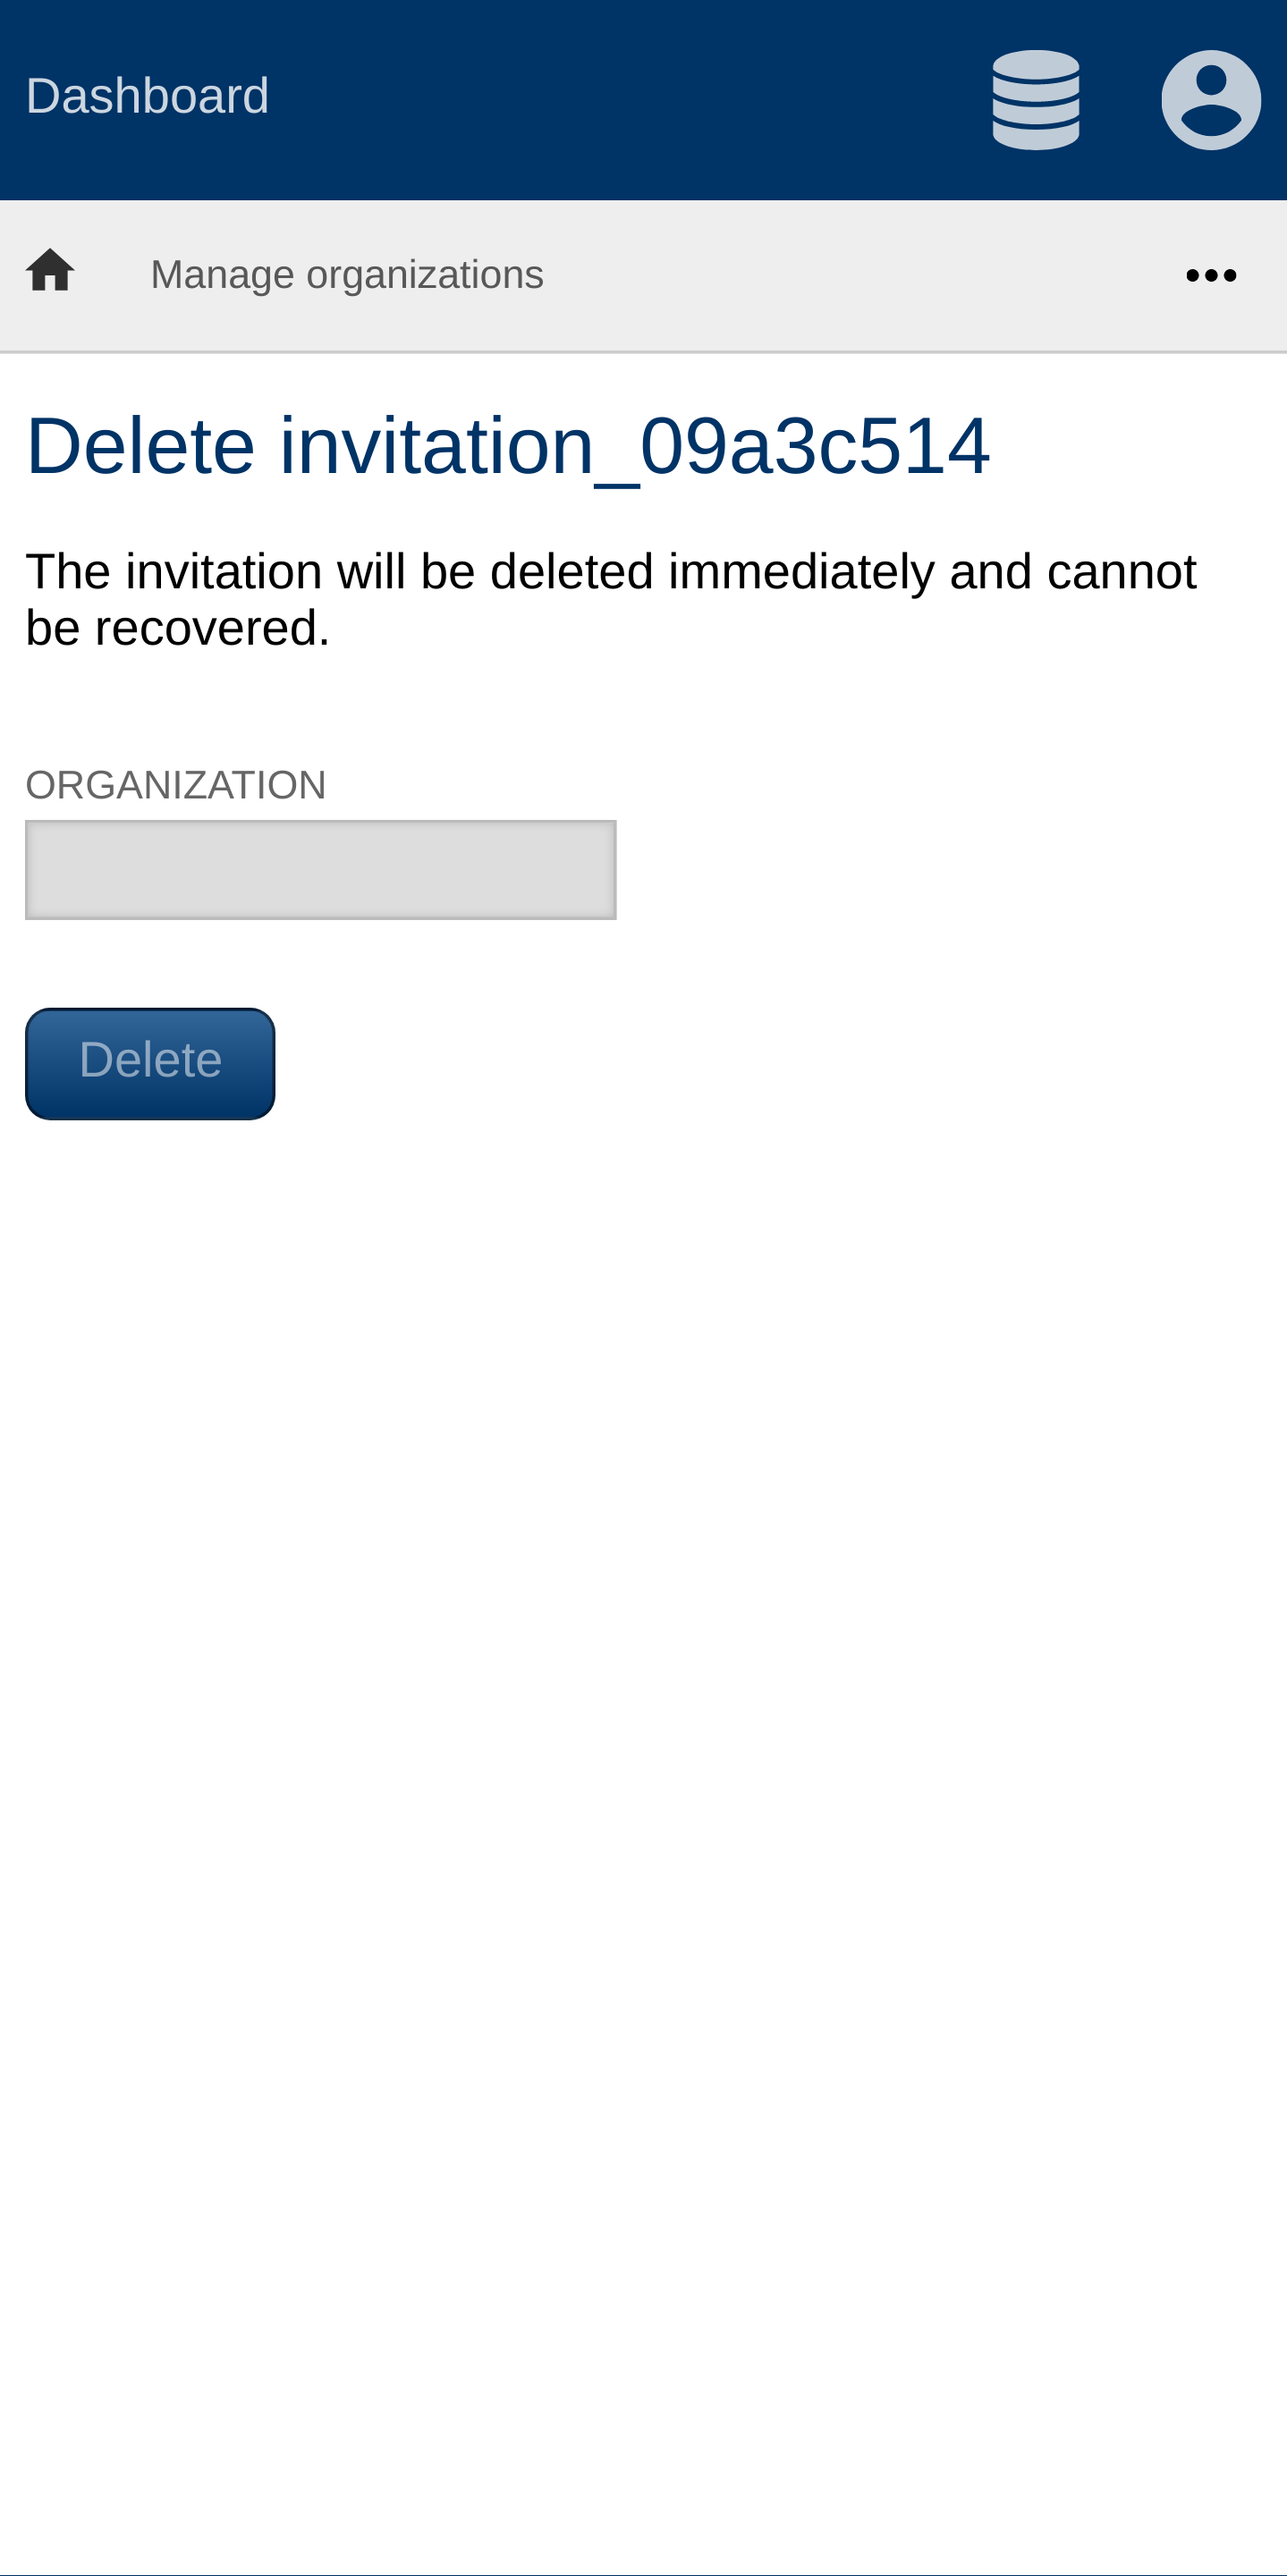 Dashboard
Manage organizations
Delete invitation_09a3c514
The invitation will be deleted immediately and cannot
be recovered.
ORGANIZATION
Delete